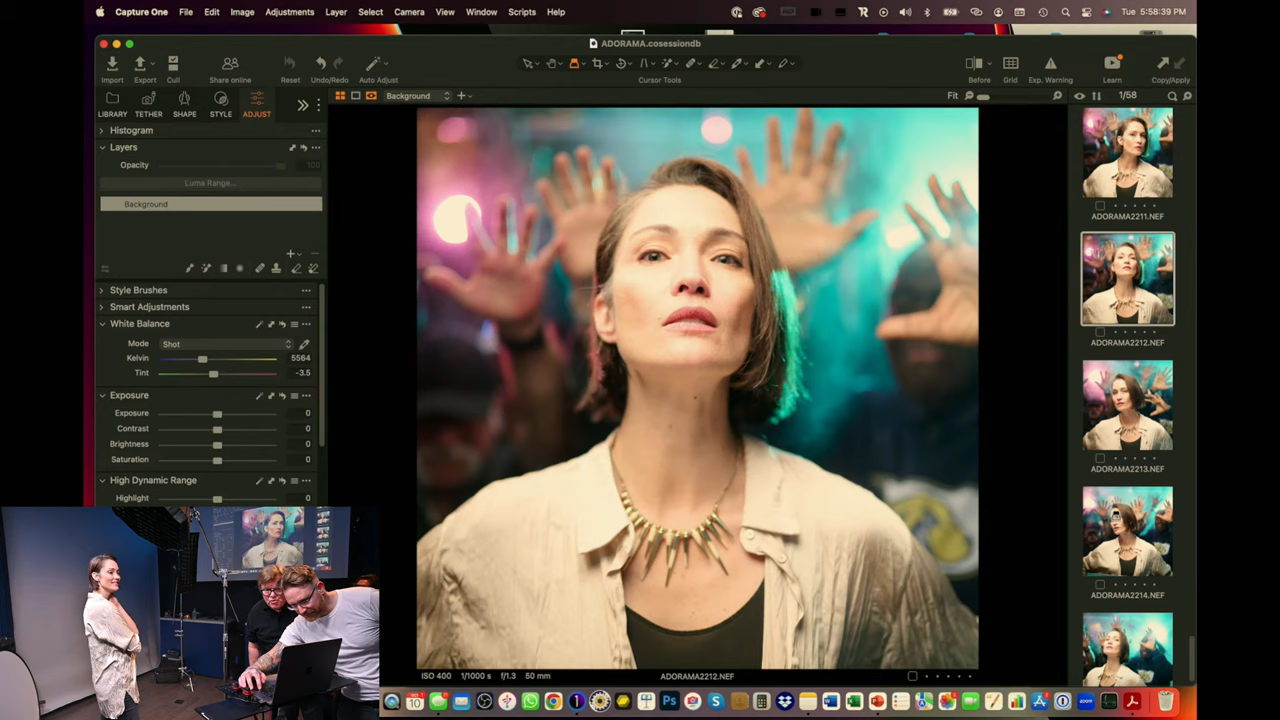 Capture One File Edit Image Adjustments Layer Select Camera View Window Scripts Help
Tue 5:58:39 PM
ADORAMA.cosessiondb
Import Export Cull Share online Reset Undo/Redo Auto Adjust Cursor Tools Before Grid Exp. Warning Learn Copy/Apply
LIBRARY TETHER SHAPE STYLE ADJUST
Background
Fit
1/58
Histogram
Layers
Opacity 100
Luma Range...
Background
Style Brushes
Smart Adjustments
White Balance
Mode Shot
Kelvin 5564
Tint -3.5
Exposure
Exposure 0
Contrast 0
Brightness 0
Saturation 0
High Dynamic Range
Highlight 0
ISO 400 1/1000 s f/1.3 50 mm
ADORAMA2212.NEF
ADORAMA2211.NEF
ADORAMA2212.NEF
ADORAMA2213.NEF
ADORAMA2214.NEF